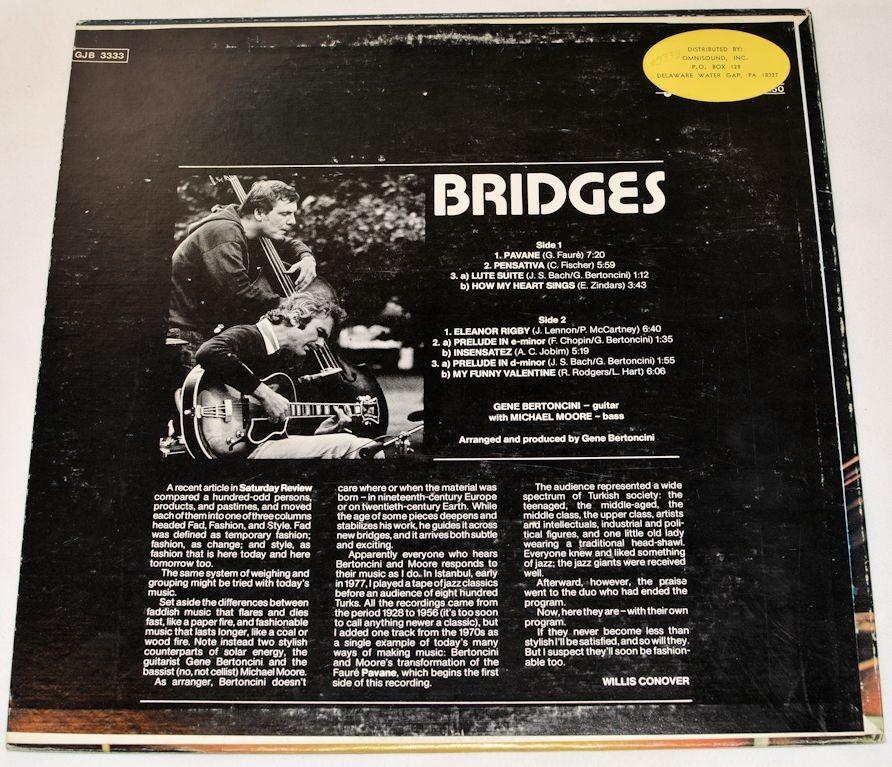 GJB 3333
DISTRIBUTED BY:
OMNISOUND, INC.
P.O. BOX 128
DELAWARE WATER GAP, PA 18327
BRIDGES
Side 1
1. PAVANE (G. Fauré) 7:20
2. PENSATIVA (C. Fischer) 5:59
3. a) LUTE SUITE (J. S. Bach/G. Bertoncini) 1:12
b) HOW MY HEART SINGS (E. Zindars) 3:43
Side 2
1. ELEANOR RIGBY (J. Lennon/P. McCartney) 6:40
2. a) PRELUDE IN e-minor (F. Chopin/G. Bertoncini) 1:35
b) INSENSATEZ (A. C. Jobim) 5:19
3. a) PRELUDE IN d-minor (J. S. Bach/G. Bertoncini) 1:55
b) MY FUNNY VALENTINE (R. Rodgers/L. Hart) 6:06
GENE BERTONCINI – guitar
with MICHAEL MOORE – bass
Arranged and produced by Gene Bertoncini
A recent article in Saturday Review
compared a hundred-odd persons,
products, and pastimes, and moved
each of them into one of three columns
headed Fad, Fashion, and Style. Fad
was defined as temporary fashion;
fashion, as change; and style, as
fashion that is here today and here
tomorrow too.
The same system of weighing and
grouping might be tried with today's
music.
Set aside the differences between
faddish music that flares and dies
fast, like a paper fire, and fashionable
music that lasts longer, like a coal or
wood fire. Note instead two stylish
counterparts of solar energy, the
guitarist Gene Bertoncini and the
bassist (no, not cellist) Michael Moore.
As arranger, Bertoncini doesn't
care where or when the material was
born – in nineteenth-century Europe
or on twentieth-century Earth. While
the age of some pieces deepens and
stabilizes his work, he guides it across
new bridges, and it arrives both subtle
and exciting.
Apparently everyone who hears
Bertoncini and Moore responds to
their music as I do. In Istanbul, early
in 1977, I played a tape of jazz classics
before an audience of eight hundred
Turks. All the recordings came from
the period 1928 to 1956 (it's too soon
to call anything newer a classic), but
I added one track from the 1970s as
a single example of today's many
ways of making music: Bertoncini
and Moore's transformation of the
Fauré Pavane, which begins the first
side of this recording.
The audience represented a wide
spectrum of Turkish society: the
teenaged, the middle-aged, the
middle class, the upper class, artists
and intellectuals, industrial and poli-
tical figures, and one little old lady
wearing a traditional head-shawl.
Everyone knew and liked something
of jazz; the jazz giants were received
well.
Afterward, however, the praise
went to the duo who had ended the
program.
Now, here they are – with their own
program.
If they never become less than
stylish I'll be satisfied, and so will they.
But I suspect they'll soon be fashion-
able too.
WILLIS CONOVER